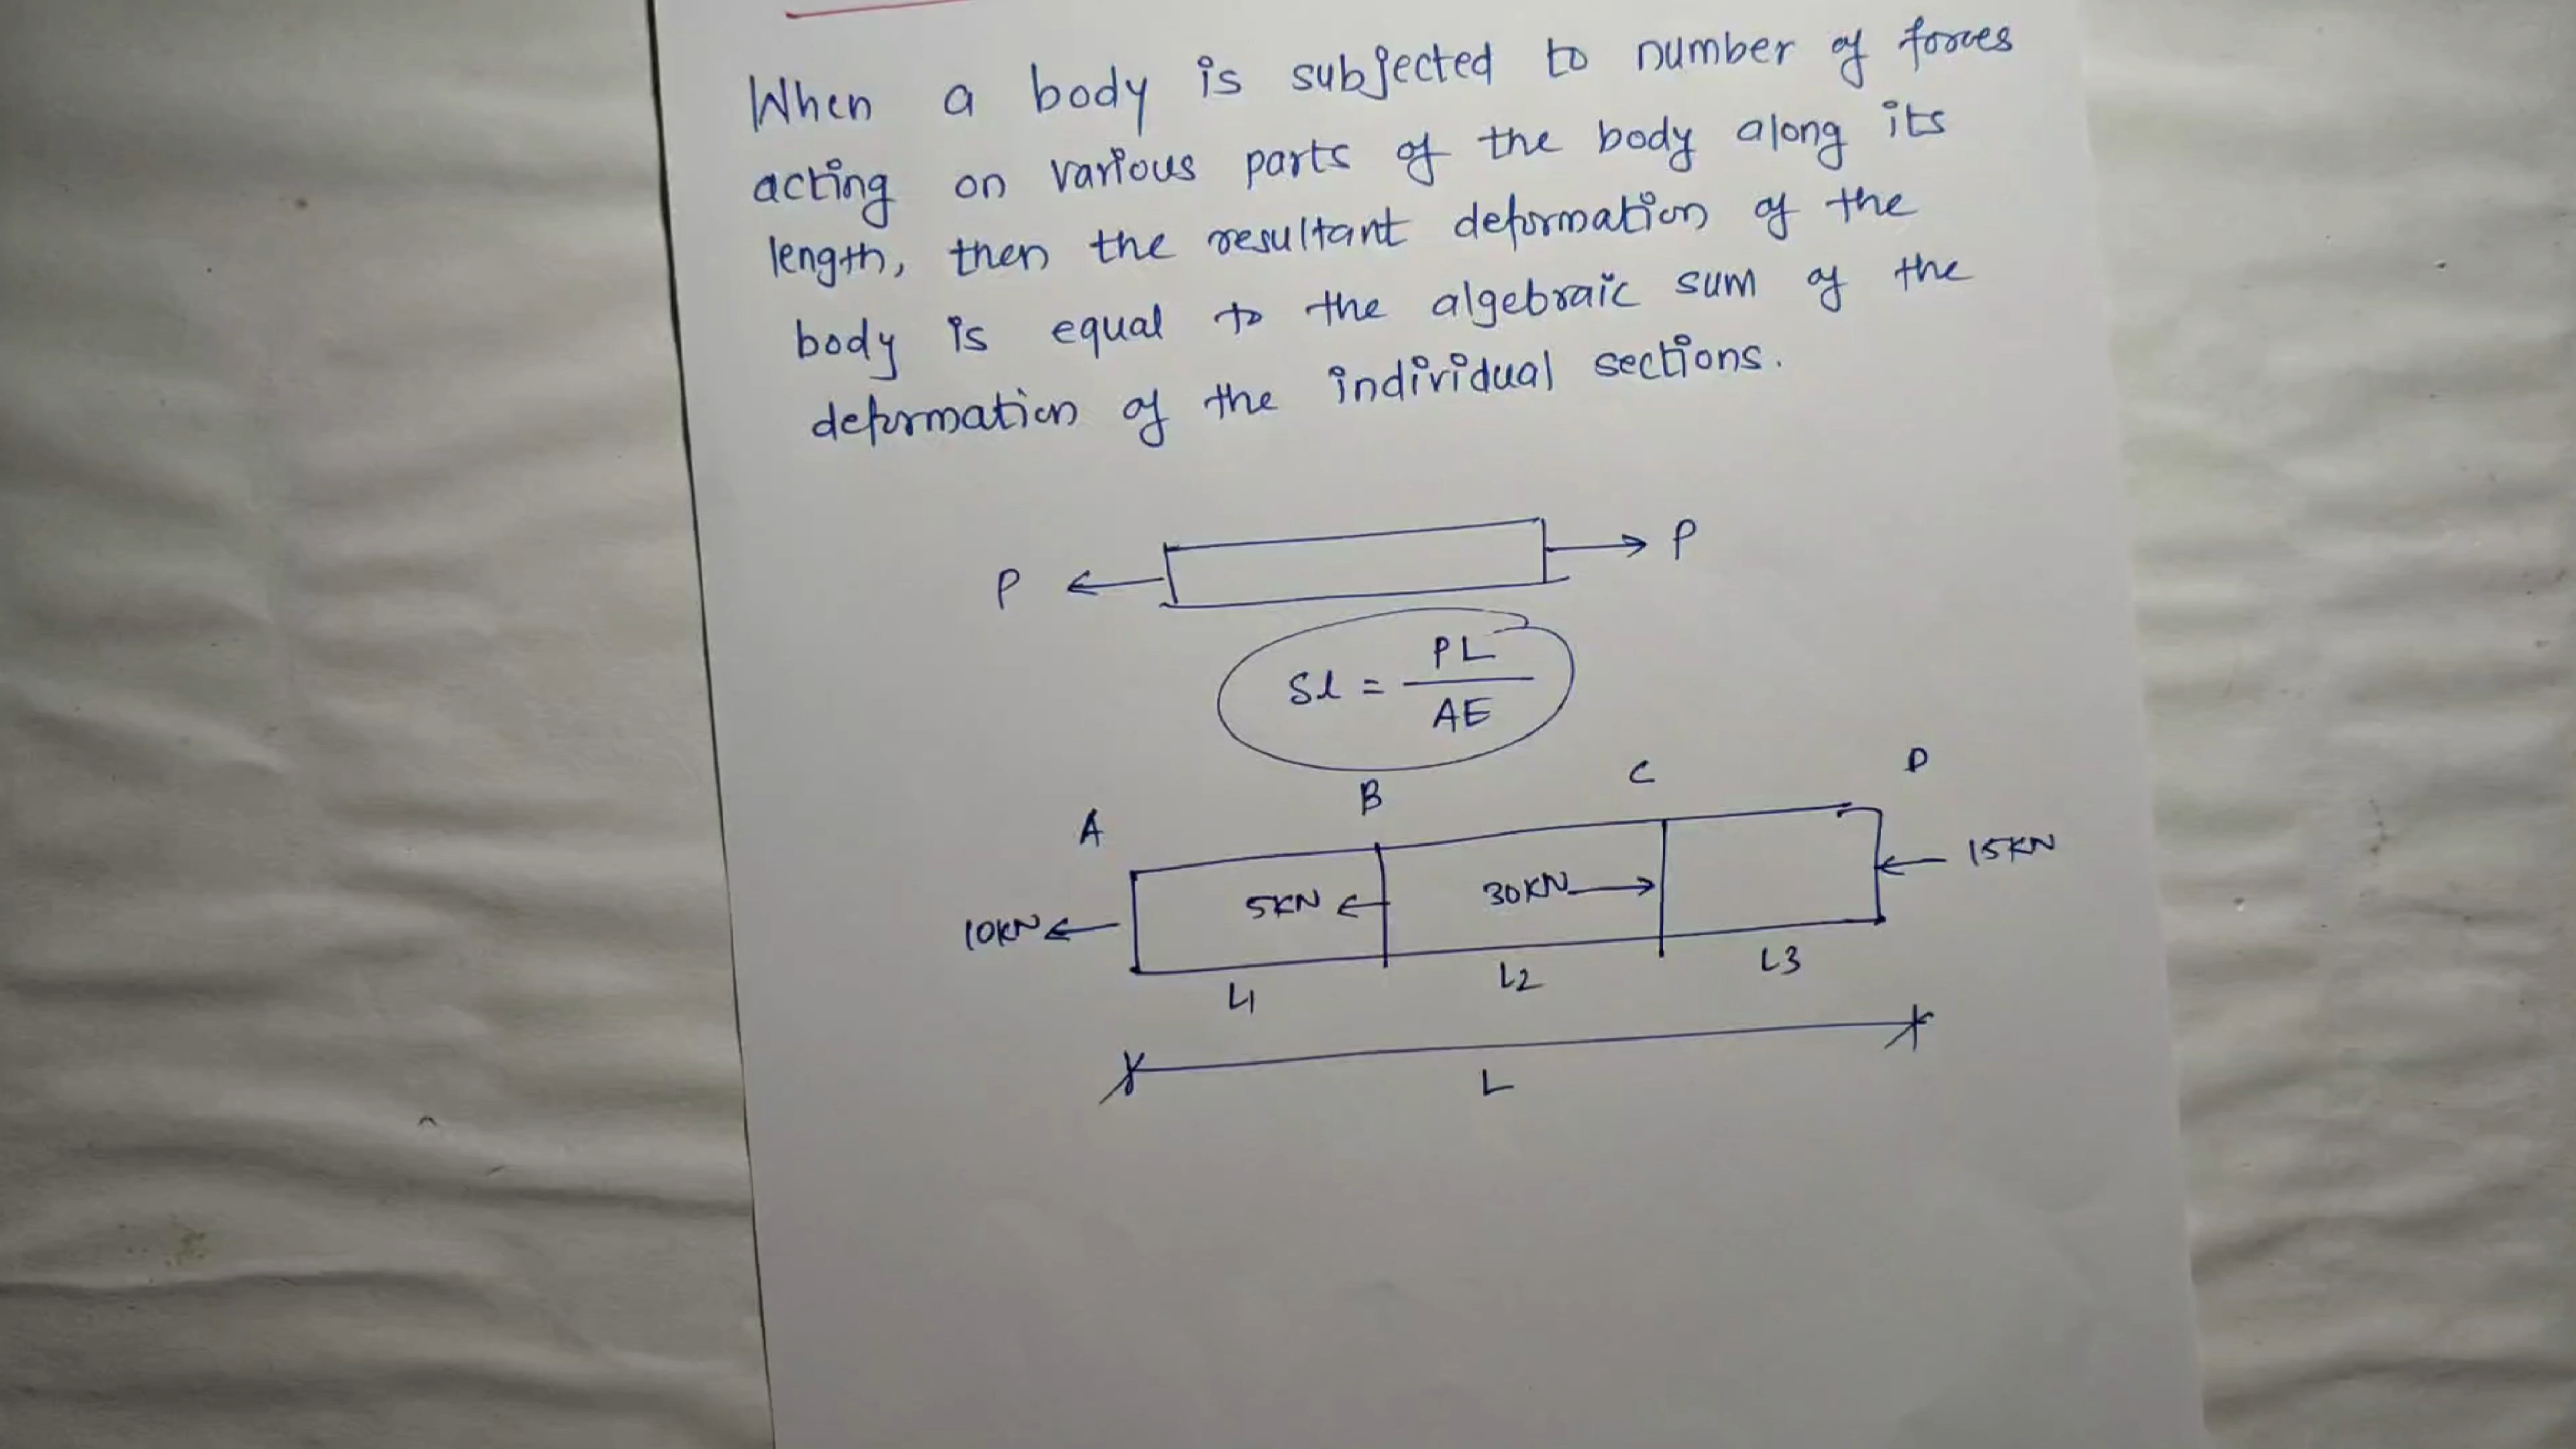 When a body is subjected to number of forces
acting on various parts of the body along its
length, then the resultant deformation of the
body is equal to the algebraic sum of the
deformation of the individual sections.
P P
δl = PL
AE
A B C D
10KN 5KN 30KN 15KN
L1 L2 L3
L